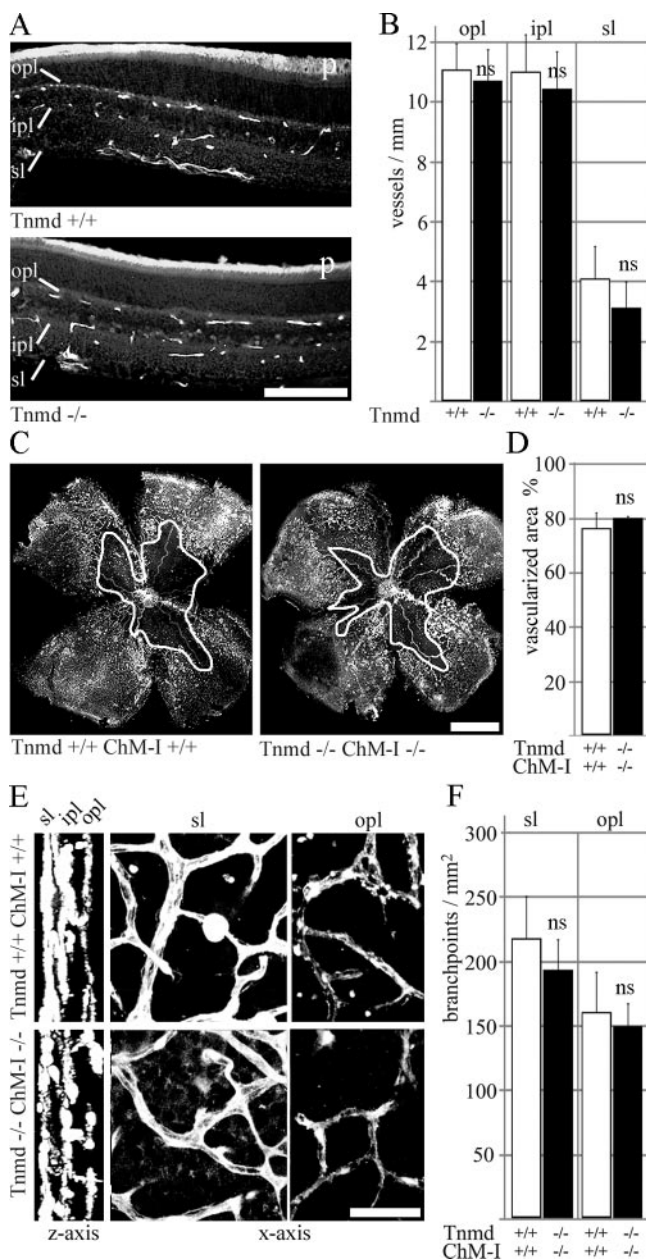 A
opl
p
ipl
sl
Tnmd +/+
opl
p
ipl
sl
Tnmd -/-
B
opl ipl sl
12
10
8
6
4
2
vessels / mm
ns ns ns
Tnmd +/+ -/- +/+ -/- +/+ -/-
C
Tnmd +/+ ChM-I +/+
Tnmd -/- ChM-I -/-
D
100
80
60
40
20
vascularized area %
ns
Tnmd +/+ -/-
ChM-I +/+ -/-
E
sl ipl opl
sl
opl
Tnmd +/+ ChM-I +/+
Tnmd -/- ChM-I -/-
z-axis
x-axis
F
sl opl
300
250
200
150
100
50
branchpoints / mm²
ns ns
Tnmd +/+ -/- +/+ -/-
ChM-I +/+ -/- +/+ -/-